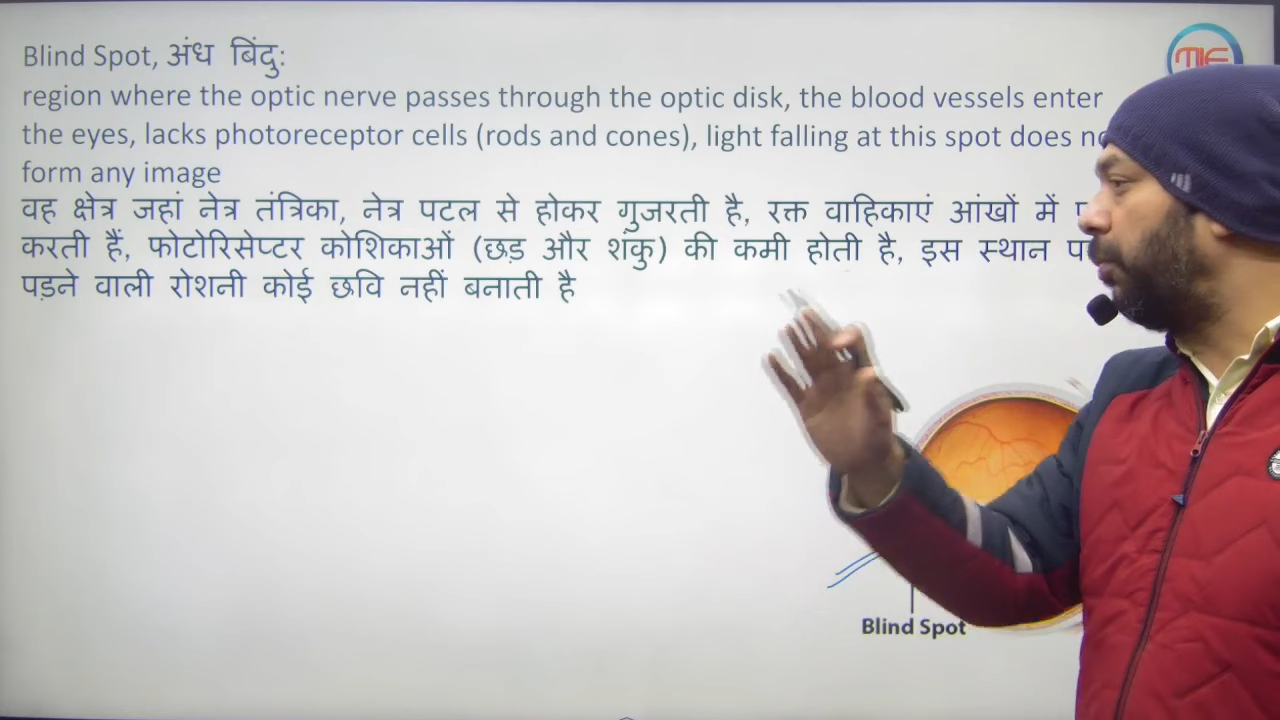 MIE
Blind Spot, अंध बिंदु:
region where the optic nerve passes through the optic disk, the blood vessels enter
the eyes, lacks photoreceptor cells (rods and cones), light falling at this spot does
form any image
वह क्षेत्र जहां नेत्र तंत्रिका, नेत्र पटल से होकर गुजरती है, रक्त वाहिकाएं आंखों में
करती हैं, फोटोरिसेप्टर कोशिकाओं (छड़ और शंकु) की कमी होती है, इस स्थान
पड़ने वाली रोशनी कोई छवि नहीं बनाती है
Blind Spot